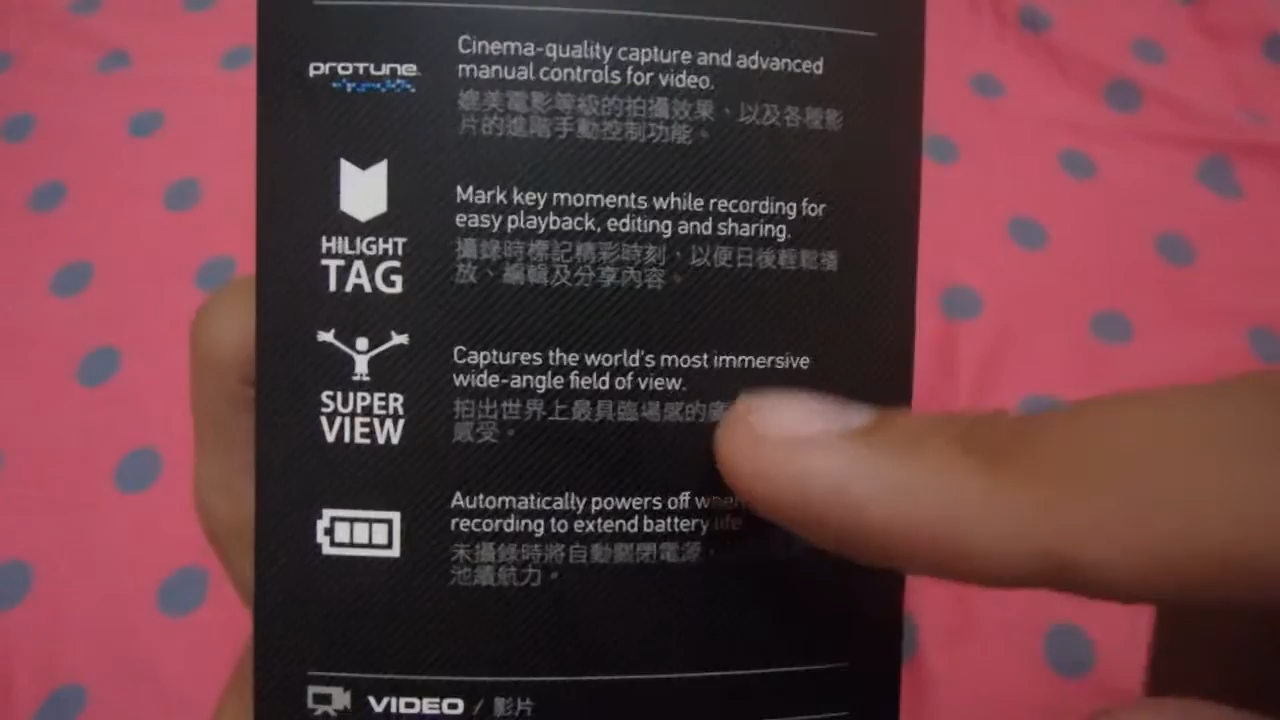 PROTUNE
Cinema-quality capture and advanced
manual controls for video.
媲美電影等級的拍攝效果，以及各種影
片的進階手動控制功能。
HILIGHT
TAG
Mark key moments while recording for
easy playback, editing and sharing.
攝錄時標記精彩時刻，以便日後輕鬆播
放、編輯及分享內容。
SUPER
VIEW
Captures the world's most immersive
wide-angle field of view.
拍出世界上最具臨場感的
感受。
Automatically powers off when
recording to extend battery life
未攝錄時將自動關閉電源，
池續航力。
VIDEO / 影片